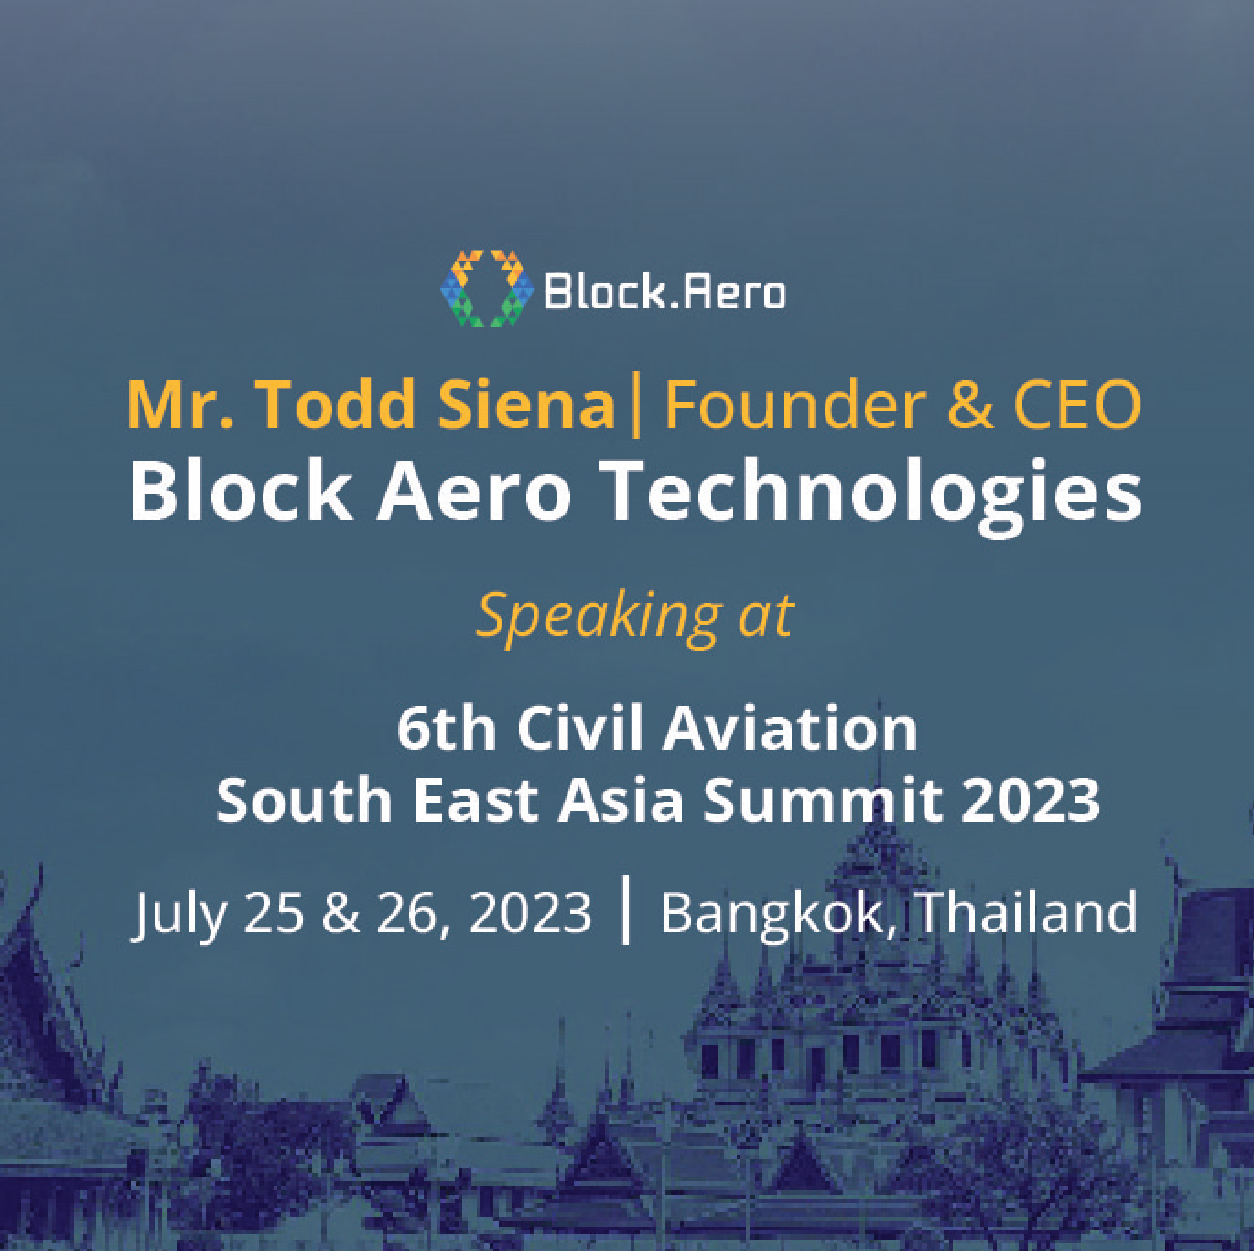 Block.Aero
Mr. Todd Siena | Founder & CEO
Block Aero Technologies
Speaking at
6th Civil Aviation
South East Asia Summit 2023
July 25 & 26, 2023 | Bangkok, Thailand